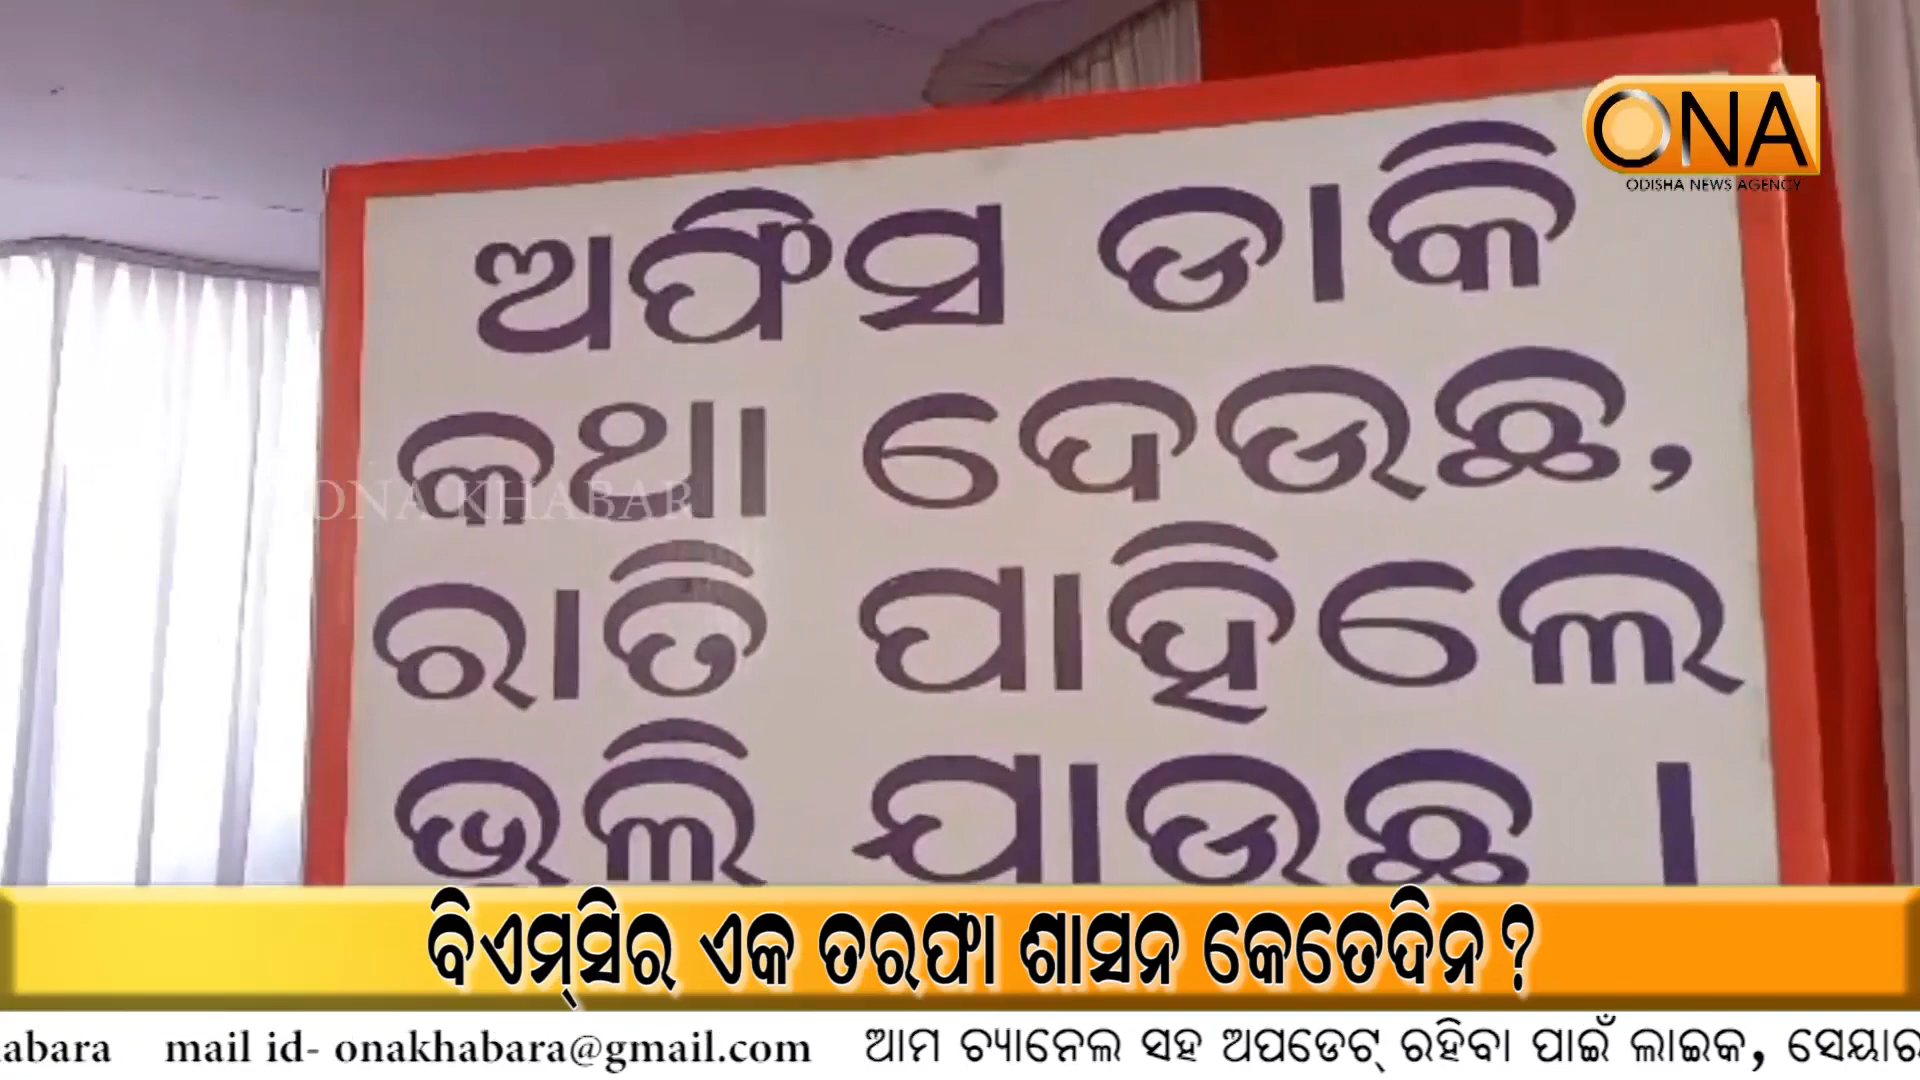 ONA
ODISHA NEWS AGENCY
ଅଫିସ ଡାକି
କଥା ଦେଉଛ,
ରାତି ପାହିଲେ
ଭୁଲି ଯାଉଛ ।
ONA KHABAR
ବିଏମ୍‌ସିର ଏକ ତରଫା ଶାସନ କେତେଦିନ?
abara mail id- onakhabara@gmail.com ଆମ ଚ୍ୟାନେଲ ସହ ଅପଡେଟ୍ ରହିବା ପାଇଁ ଲାଇକ, ସେୟାର